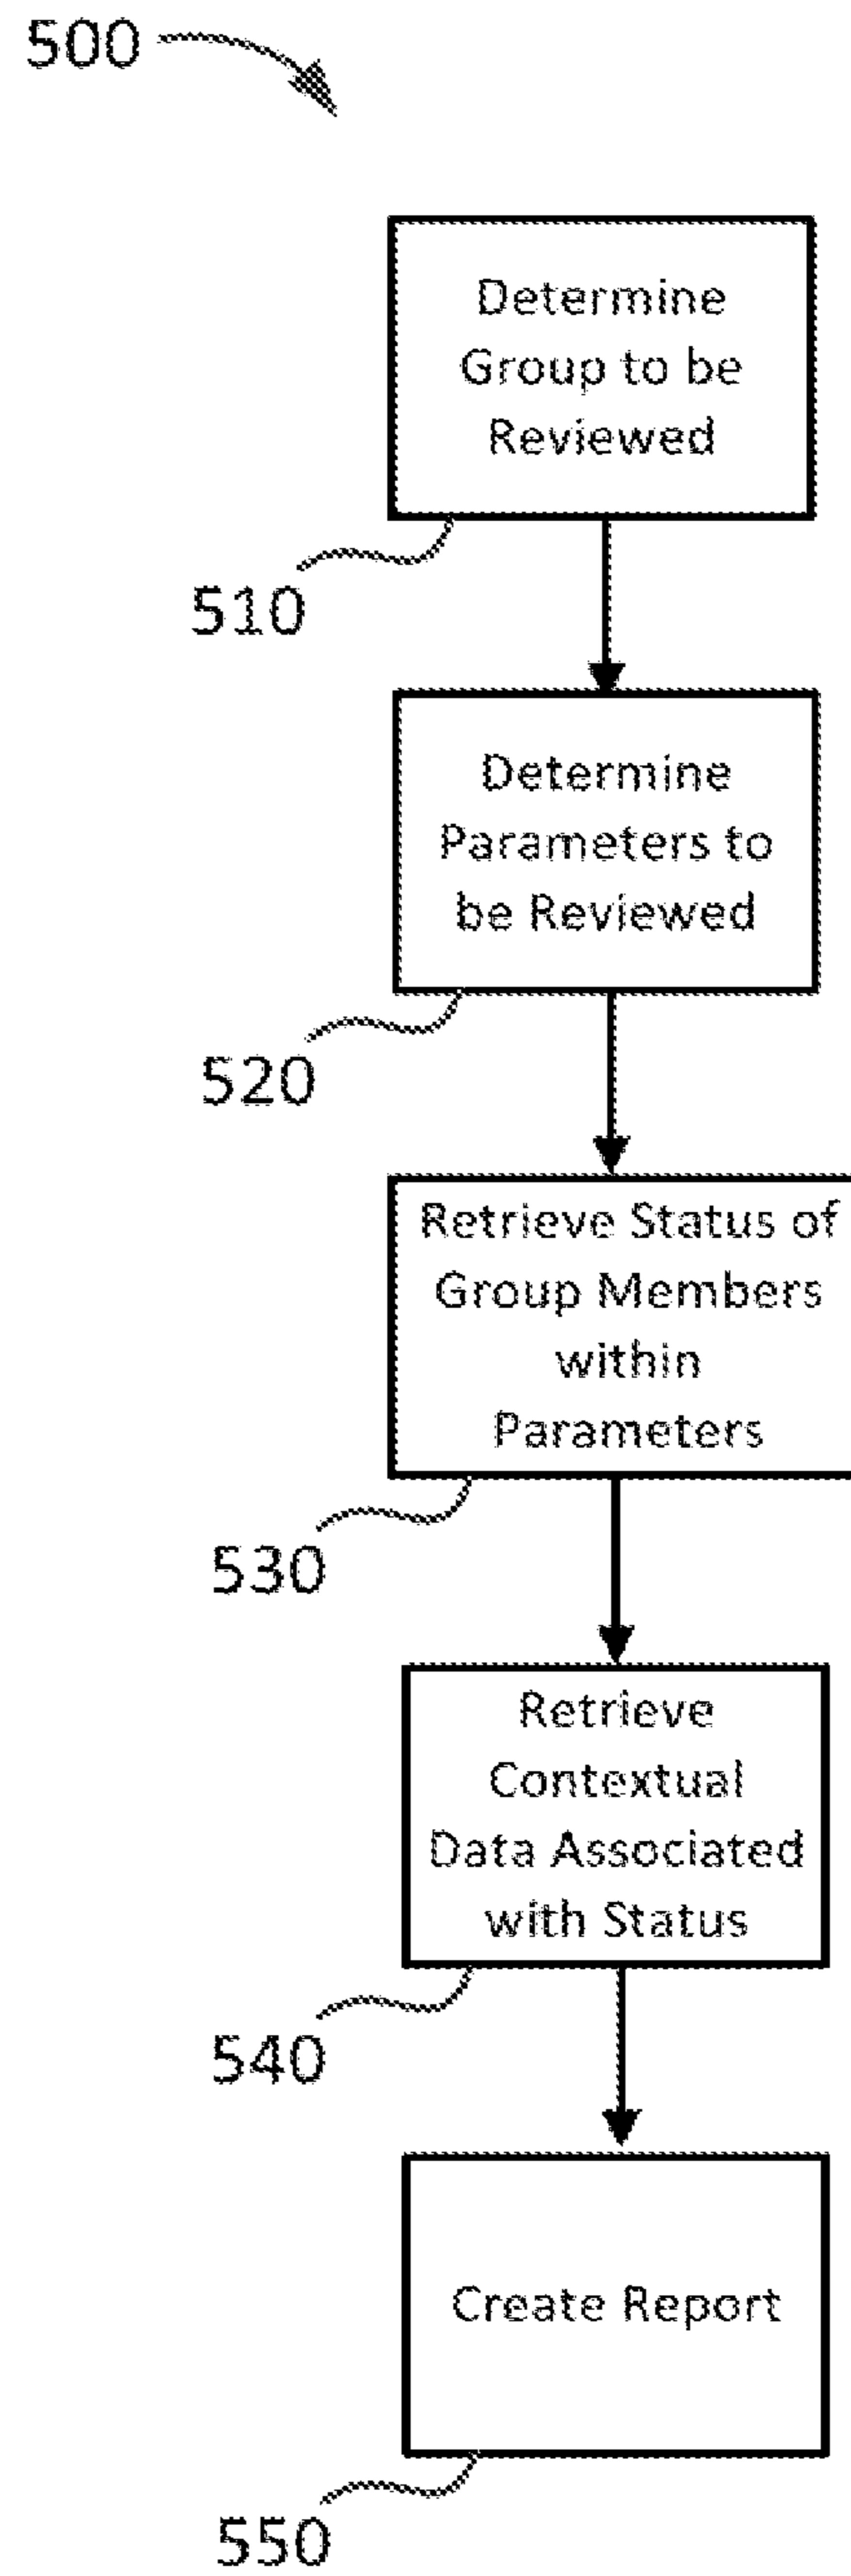 500
Determine
Group to be
Reviewed
510
Determine
Parameters to
be Reviewed
520
Retrieve Status of
Group Members
within
Parameters
530
Retrieve
Contextual
Data Associated
with Status
540
Create Report
550